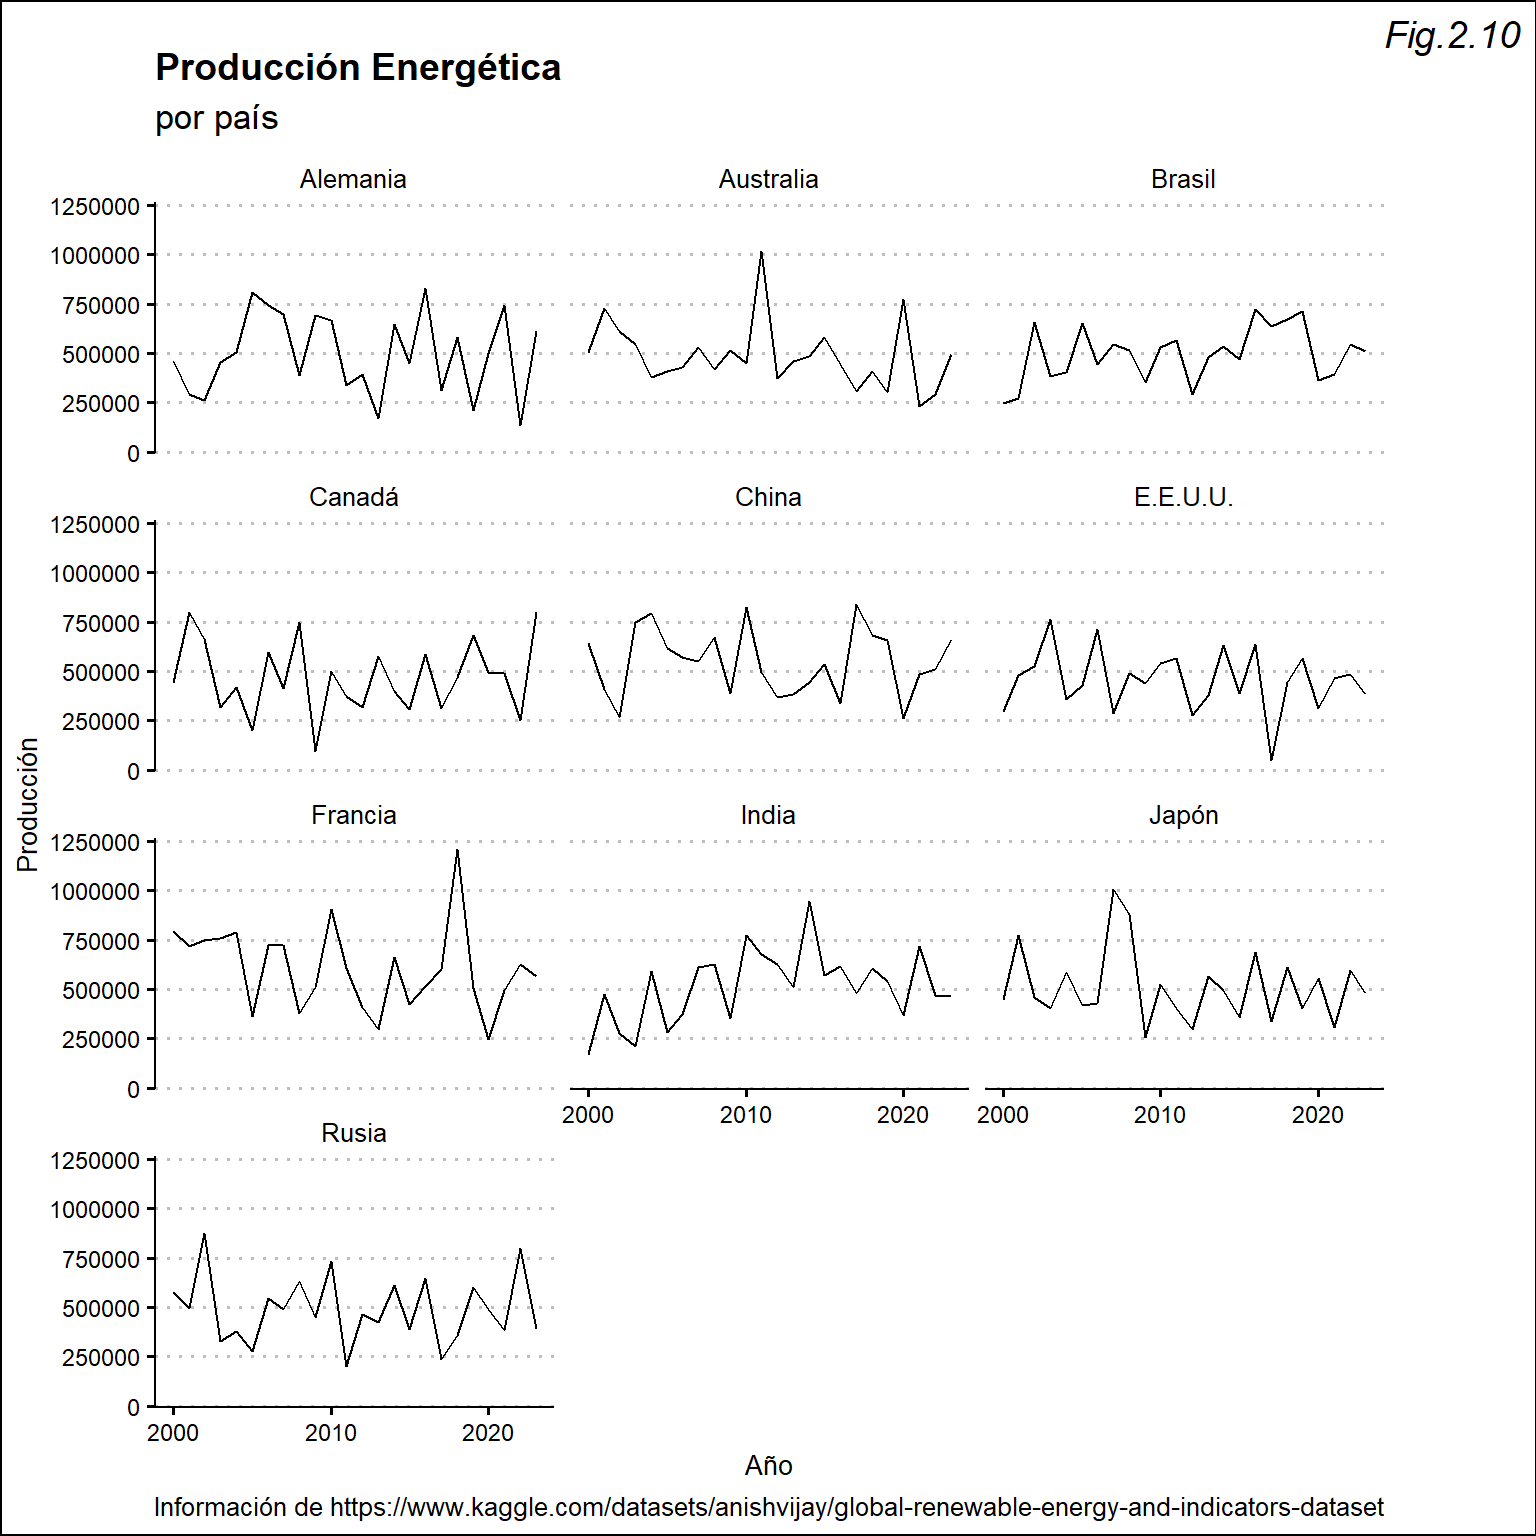 Fig.2.10
Producción Energética
por país
Alemania Australia Brasil
1250000
1000000
750000
500000
250000
0
Canadá China E.E.U.U.
1250000
1000000
750000
500000
250000
0
Producción
Francia India Japón
1250000
1000000
750000
500000
250000
0
2000 2010 2020 2000 2010 2020
Rusia
1250000
1000000
750000
500000
250000
0
2000 2010 2020
Año
Información de https://www.kaggle.com/datasets/anishvijay/global-renewable-energy-and-indicators-dataset